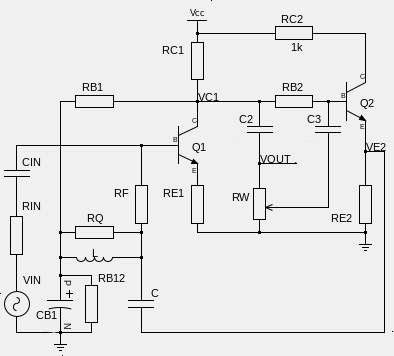 Vcc
RC2
RC1
1k
C
RB1
VC1
RB2
B
Q2
C
C2
C3
E
B
Q1
VE2
CIN
E
VOUT
RF
RE1
RW
RIN
RE2
RQ
L
VIN
P
+
RB12
C
CB1
N